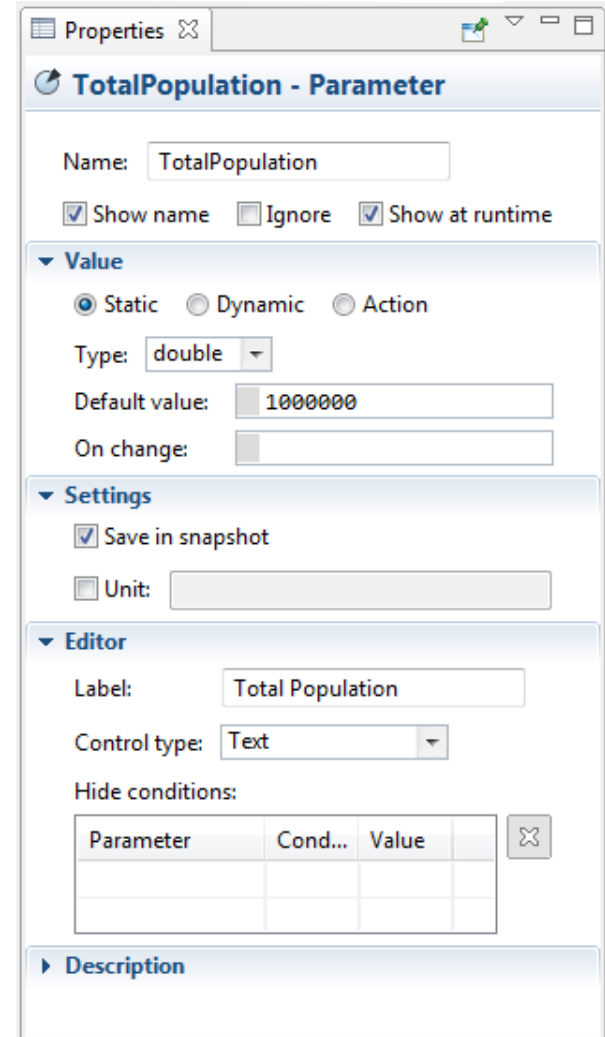 Properties
TotalPopulation - Parameter
Name: TotalPopulation
Show name Ignore Show at runtime
Value
Static Dynamic Action
Type: double
Default value: 1000000
On change:
Settings
Save in snapshot
Unit:
Editor
Label: Total Population
Control type: Text
Hide conditions:
Parameter Cond... Value
Description